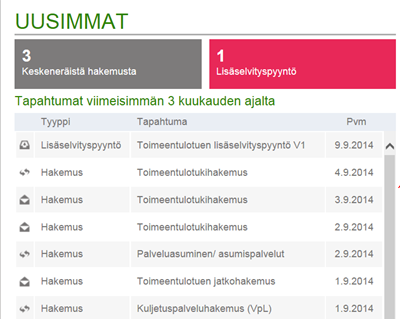 UUSIMMAT
3
Keskeneräistä hakemusta
1
Lisäselvityspyyntö
Tapahtumat viimeisimmän 3 kuukauden ajalta
Tyyppi Tapahtuma Pvm
Lisäselvityspyyntö Toimeentulotuen lisäselvityspyyntö V1 9.9.2014
Hakemus Toimeentulotukihakemus 4.9.2014
Hakemus Toimeentulotukihakemus 3.9.2014
Hakemus Toimeentulotukihakemus 2.9.2014
Hakemus Palveluasuminen/ asumispalvelut 2.9.2014
Hakemus Toimeentulotuen jatkohakemus 1.9.2014
Hakemus Kuljetuspalveluhakemus (VpL) 1.9.2014